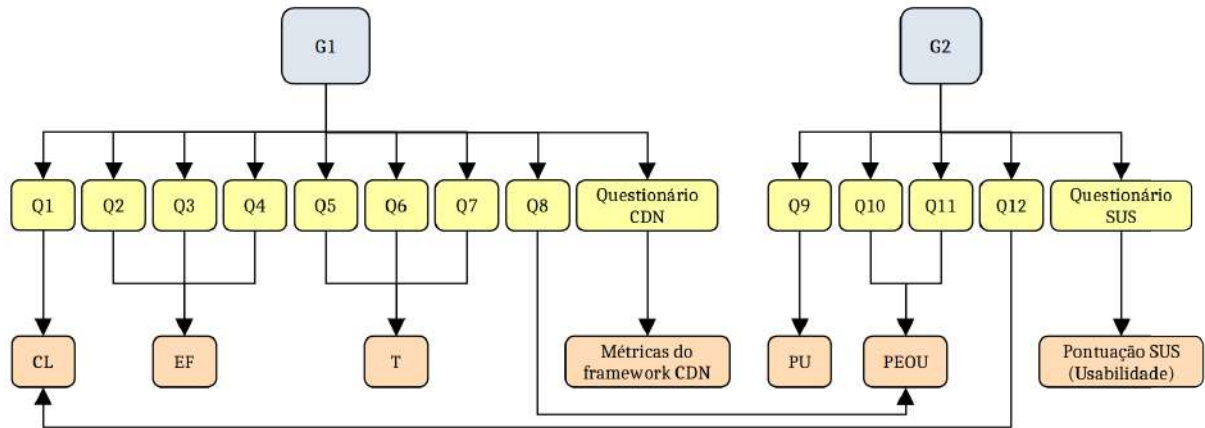 G1
G2
Q1
Q2
Q3
Q4
Q5
Q6
Q7
Q8
Questionário
CDN
Q9
Q10
Q11
Q12
Questionário
SUS
CL
EF
T
Métricas do
framework CDN
PU
PEOU
Pontuação SUS
(Usabilidade)